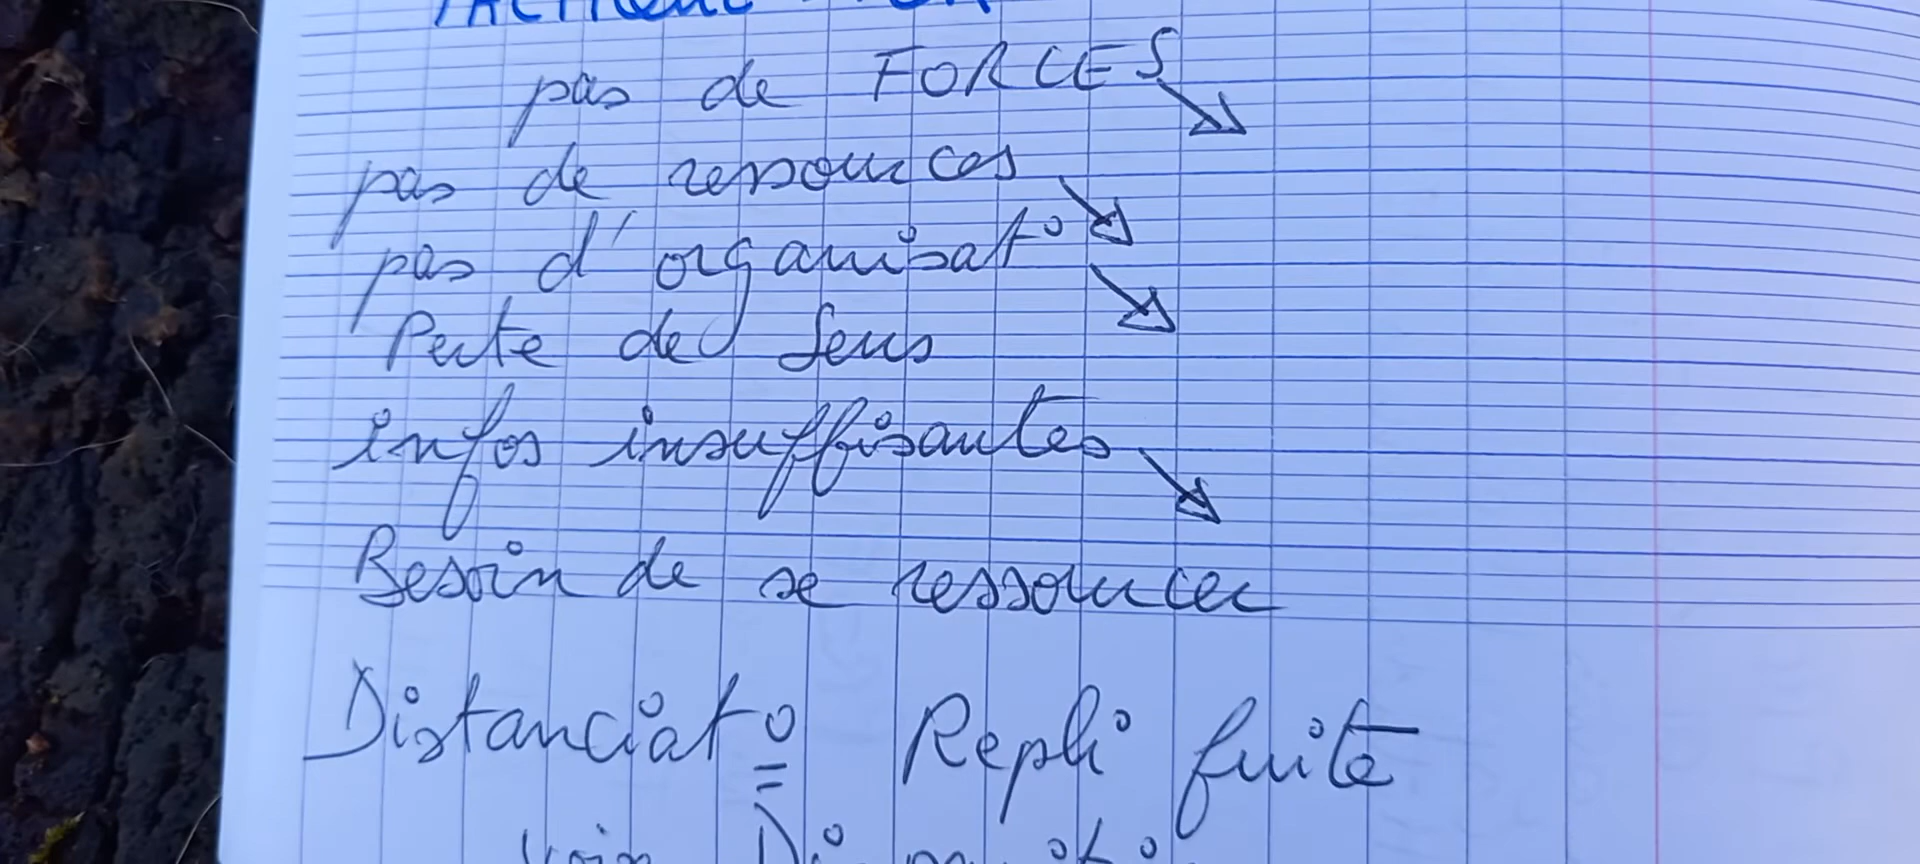 pas de FORCES ↘
pas de ressources ↘
pas d'organisat° ↘
Perte de Sens
infos insuffisantes ↘
Besoin de se ressourcer
Distanciat° = Repli fuite